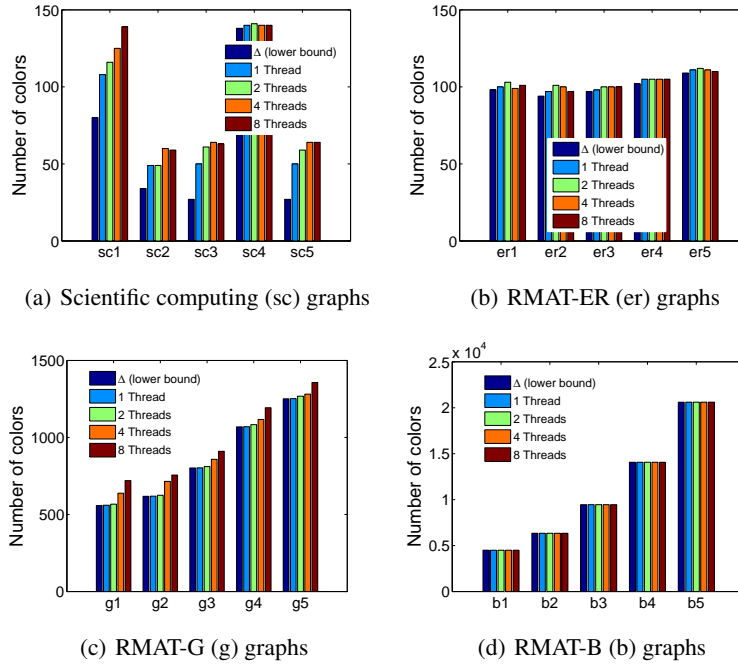 150
100
50
0
Number of colors
Δ (lower bound)
1 Thread
2 Threads
4 Threads
8 Threads
sc1 sc2 sc3 sc4 sc5
(a) Scientific computing (sc) graphs
150
100
50
0
Number of colors
Δ (lower bound)
1 Thread
2 Threads
4 Threads
8 Threads
er1 er2 er3 er4 er5
(b) RMAT-ER (er) graphs
1500
1000
500
0
Number of colors
Δ (lower bound)
1 Thread
2 Threads
4 Threads
8 Threads
g1 g2 g3 g4 g5
(c) RMAT-G (g) graphs
x 10^4
2.5
2
1.5
1
0.5
0
Number of colors
Δ (lower bound)
1 Thread
2 Threads
4 Threads
8 Threads
b1 b2 b3 b4 b5
(d) RMAT-B (b) graphs